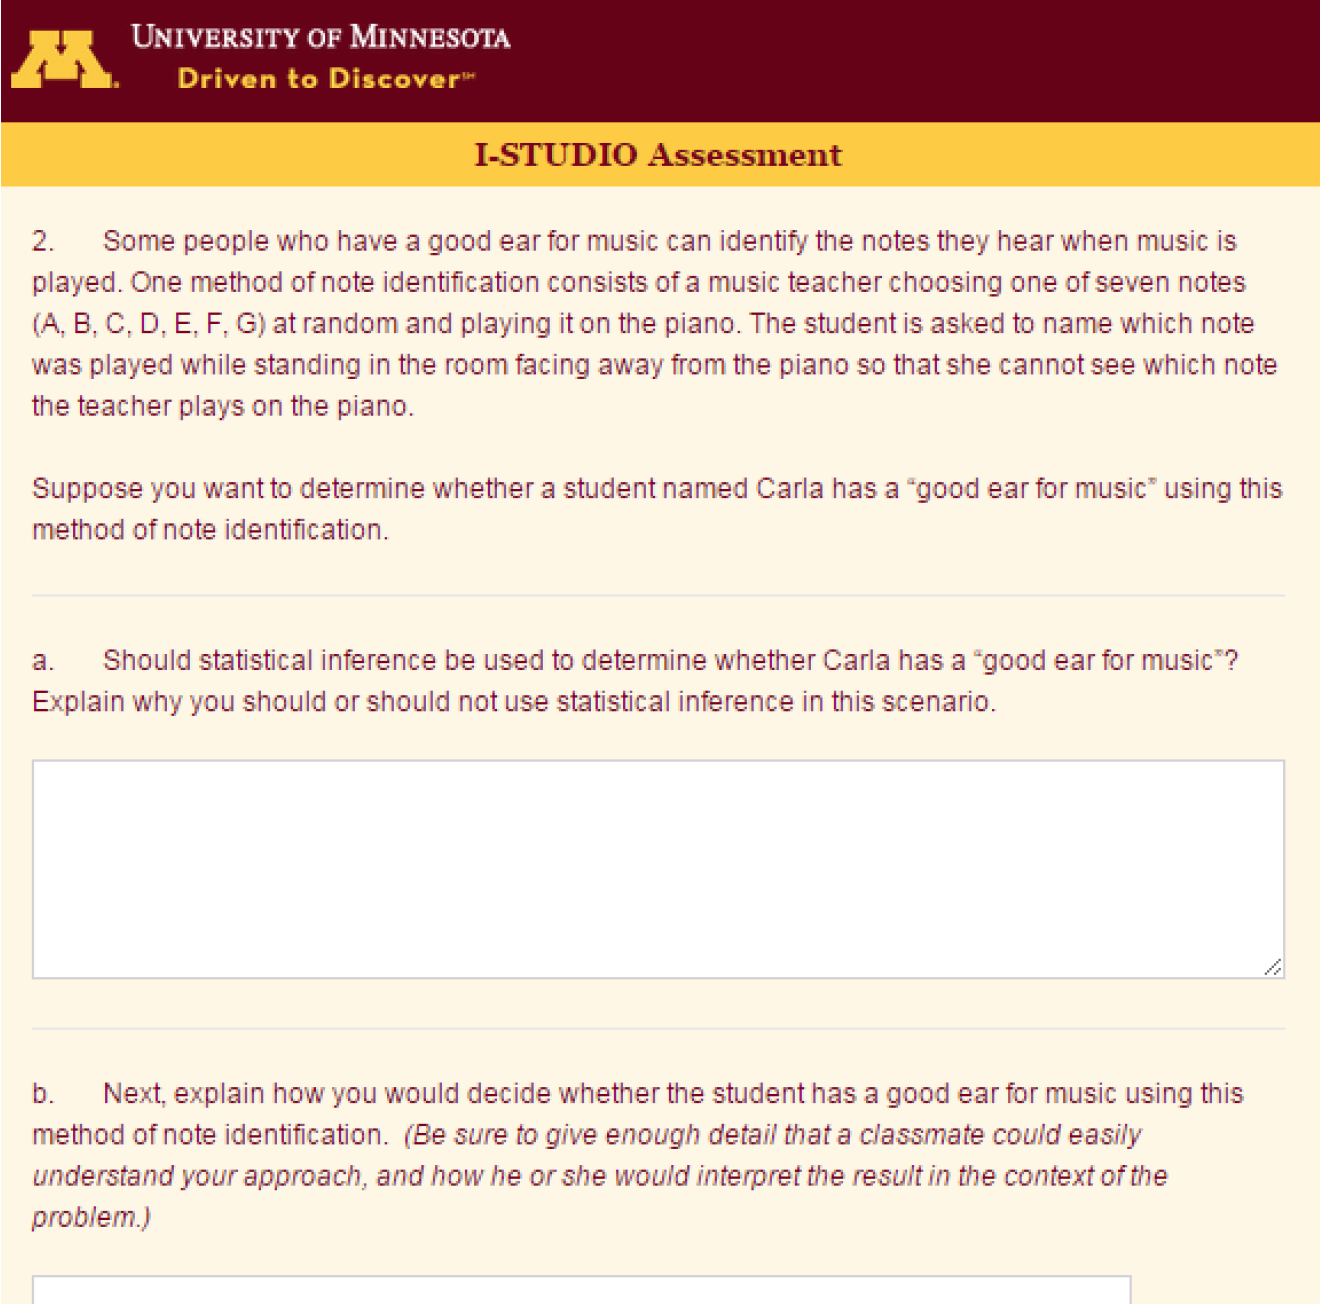 UNIVERSITY OF MINNESOTA
Driven to Discover℠
I-STUDIO Assessment
2. Some people who have a good ear for music can identify the notes they hear when music is
played. One method of note identification consists of a music teacher choosing one of seven notes
(A, B, C, D, E, F, G) at random and playing it on the piano. The student is asked to name which note
was played while standing in the room facing away from the piano so that she cannot see which note
the teacher plays on the piano.
Suppose you want to determine whether a student named Carla has a “good ear for music” using this
method of note identification.
a. Should statistical inference be used to determine whether Carla has a “good ear for music”?
Explain why you should or should not use statistical inference in this scenario.
b. Next, explain how you would decide whether the student has a good ear for music using this
method of note identification. (Be sure to give enough detail that a classmate could easily
understand your approach, and how he or she would interpret the result in the context of the
problem.)